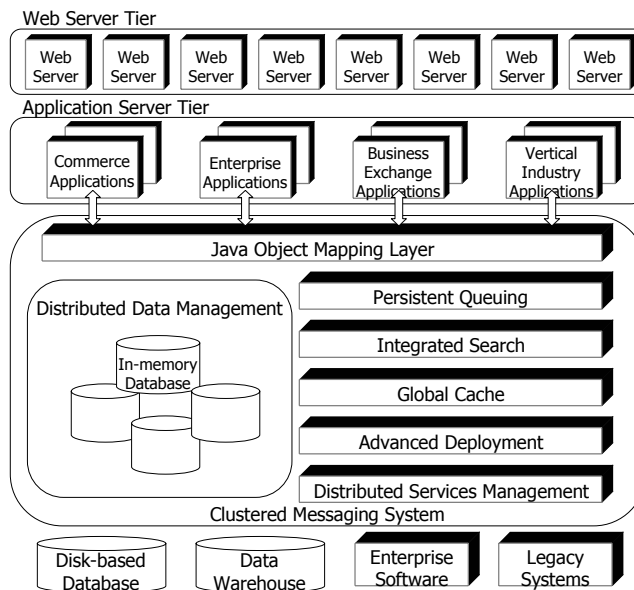 Web Server Tier
Web
Server
Web
Server
Web
Server
Web
Server
Web
Server
Web
Server
Web
Server
Web
Server
Application Server Tier
Commerce
Applications
Enterprise
Applications
Business
Exchange
Applications
Vertical
Industry
Applications
Java Object Mapping Layer
Distributed Data Management
In-memory
Database
Persistent Queuing
Integrated Search
Global Cache
Advanced Deployment
Distributed Services Management
Clustered Messaging System
Disk-based
Database
Data
Warehouse
Enterprise
Software
Legacy
Systems